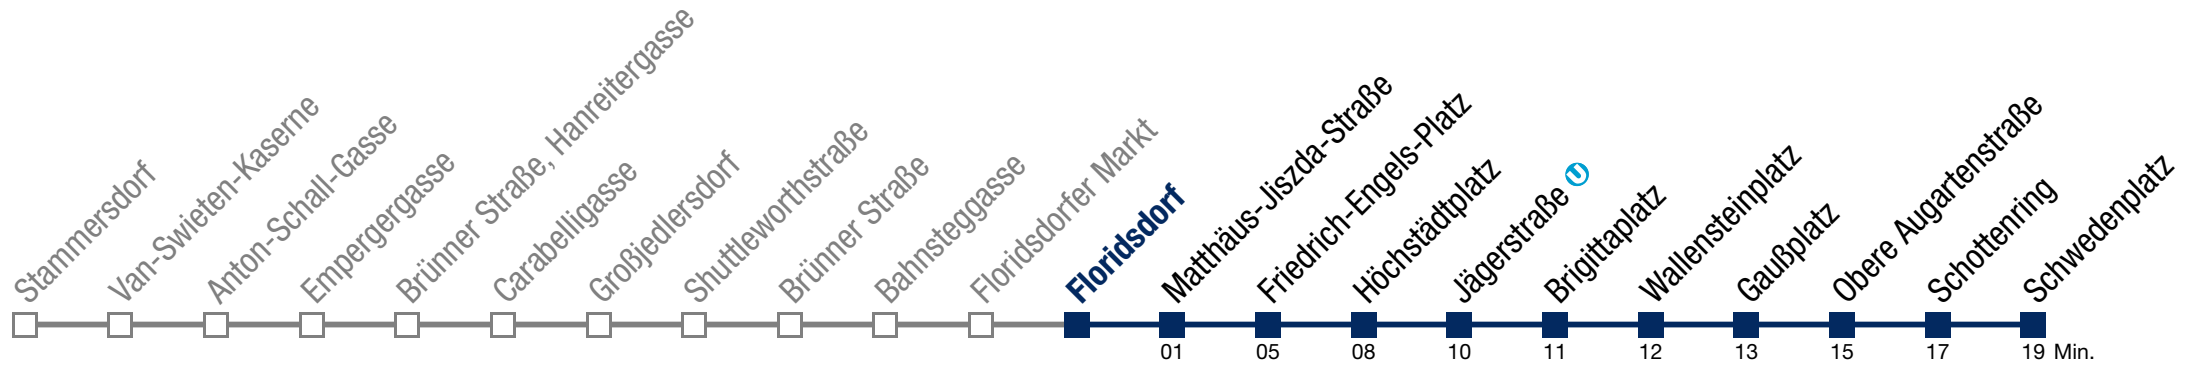 Stammersdorf
Van-Swieten-Kaserne
Anton-Schall-Gasse
Empergergasse
Brünner Straße, Hanreitergasse
Carabelligasse
Großjedlersdorf
Shuttleworthstraße
Brünner Straße
Bahnsteggasse
Floridsdorfer Markt
Floridsdorf
Matthäus-Jiszda-Straße
Friedrich-Engels-Platz
Höchstädtplatz
Jägerstraße U
Brigittaplatz
Wallensteinplatz
Gaußplatz
Obere Augartenstraße
Schottenring
Schwedenplatz
01 05 08 10 11 12 13 15 17 19 Min.